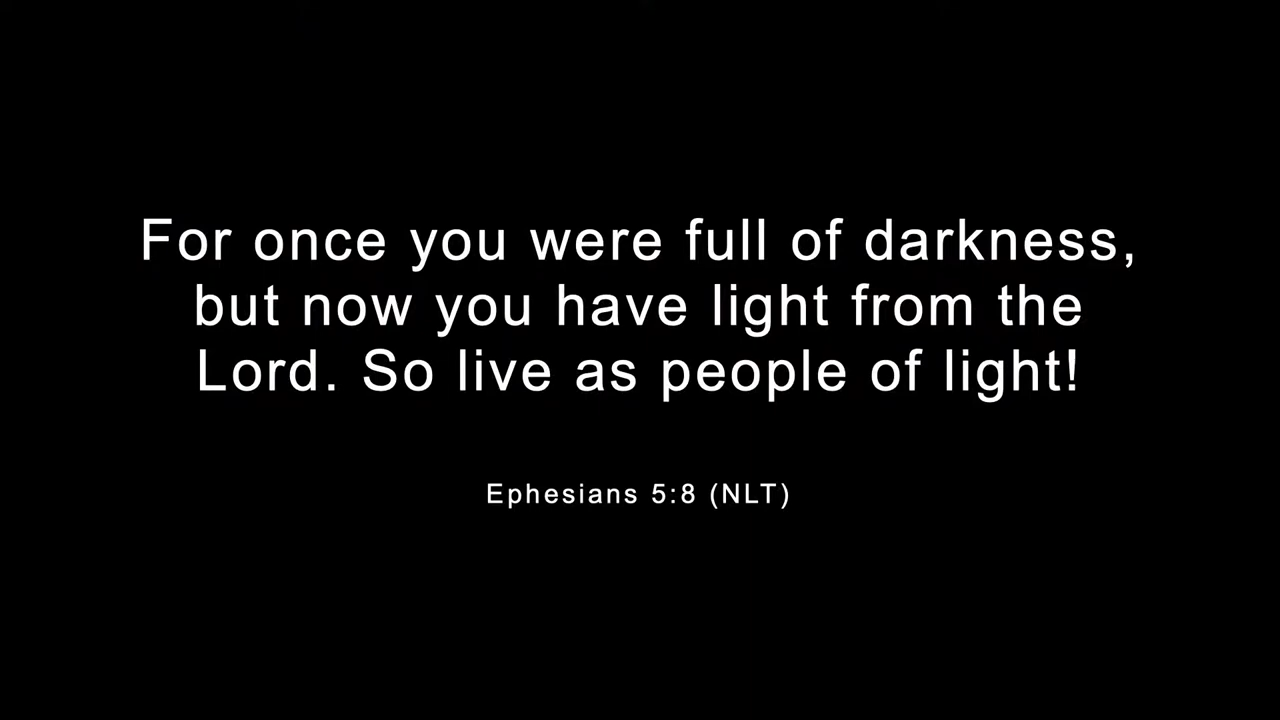 For once you were full of darkness,
but now you have light from the
Lord. So live as people of light!
Ephesians 5:8 (NLT)